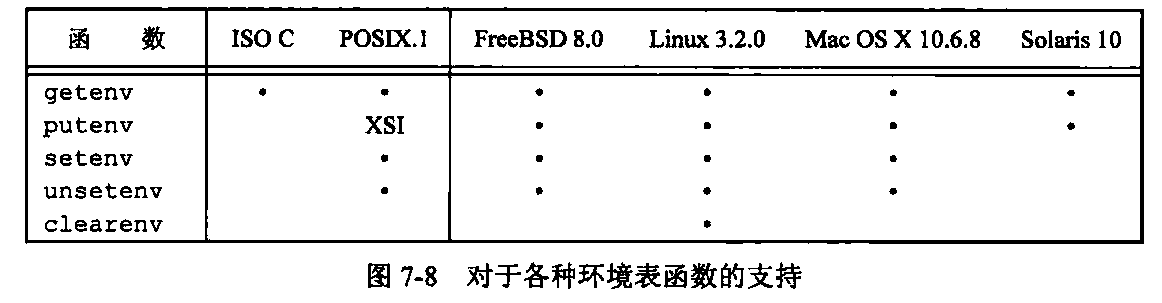 函 数 ISO C POSIX.1 FreeBSD 8.0 Linux 3.2.0 Mac OS X 10.6.8 Solaris 10
getenv • • • • • •
putenv XSI • • • •
setenv • • • •
unsetenv • • • •
clearenv •
图 7-8 对于各种环境表函数的支持